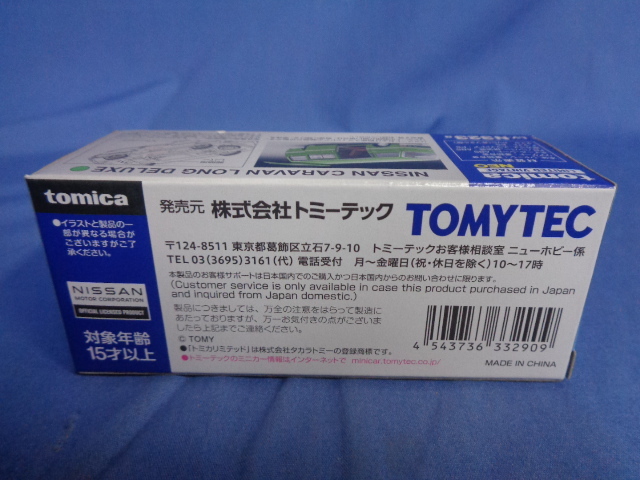 NISSAN CARAVAN LONG DELUXE
tomica
NEO
LV-N323
tomica
●イラストと製品の一
部が異なる場合が
ございますがご了
承ください。
NISSAN
MOTOR CORPORATION
OFFICIAL LICENSED PRODUCT
対象年齢
15才以上
発売元 株式会社トミーテック TOMYTEC
〒124-8511 東京都葛飾区立石7-9-10 トミーテックお客様相談室 ニューホビー係
TEL 03(3695)3161(代) 電話受付 月～金曜日(祝・休日を除く)10～17時
本製品のお客様サポートは日本国内でのご購入かつ日本国内からのお問い合わせに限ります。
(Customer service is only available in case this product purchased in Japan
and inquired from Japan domestic.)
製品につきましては、万全の注意をはらって製造に
あたっておりますが、万一お気付きの点がございま
したら上記までご連絡ください。
© TOMY
●「トミカリミテッド」は株式会社タカラトミーの登録商標です。
●トミーテックのミニカー情報はインターネットで minicar.tomytec.co.jp/
4 543736 332909
MADE IN CHINA